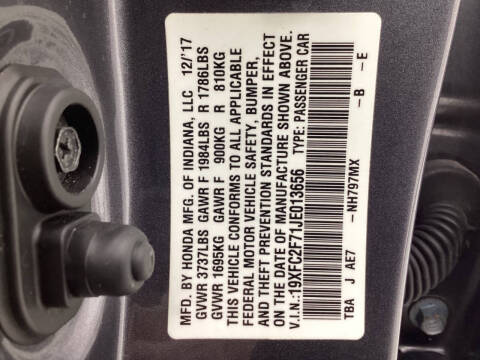 MFD. BY HONDA MFG. OF INDIANA, LLC 12/'17
GVWR 3737LBS GAWR F 1984LBS R 1786LBS
GVWR 1695KG GAWR F 900KG R 810KG
THIS VEHICLE CONFORMS TO ALL APPLICABLE
FEDERAL MOTOR VEHICLE SAFETY, BUMPER,
AND THEFT PREVENTION STANDARDS IN EFFECT
ON THE DATE OF MANUFACTURE SHOWN ABOVE.
V.I.N.: 19XFC2F71JE013656 TYPE: PASSENGER CAR
TBA J AE7 -NH797MX -B -E